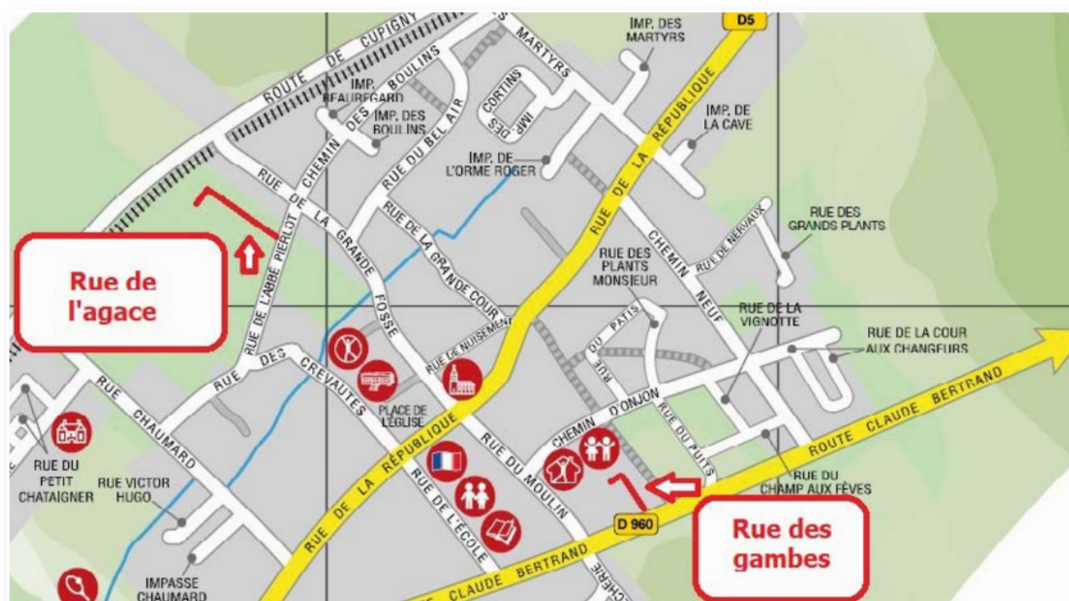 D5
ROUTE DE CUPIGNY
IMP. DES
MARTYRS
MARTYRS
IMP.
BEAUREGARD
CHEMIN DES BOULINS
IMP. DES
BOULINS
IMP. DES CORTINS
IMP. DE
LA CAVE
RUE DU BEL AIR
IMP. DE
L'ORME ROGER
RUE DE LA RÉPUBLIQUE
RUE DE LA GRANDE FOSSE
RUE DE LA GRANDE COUR
RUE DES
GRANDS PLANTS
RUE DE NERVAUX
RUE DES
PLANTS
MONSIEUR
CHEMIN NEUF
Rue de
l'agace
RUE DE L'ABBÉ PIERLOT
RUE DE LA
VIGNOTTE
RUE DE LA COUR
AUX CHANGEURS
RUE DE NUISEMENT
RUE DU PATIS
RUE DES CREVAUTES
RUE CHAUMARD
PLACE DE
L'ÉGLISE
RUE DE LA RÉPUBLIQUE
CHEMIN D'ONJON
RUE DU PUITS
ROUTE CLAUDE BERTRAND
RUE DU
PETIT
CHATAIGNER
RUE VICTOR
HUGO
RUE DU MOULIN
RUE DE L'ÉCOLE
RUE DU
CHAMP AUX FÈVES
D 960
Rue des
gambes
IMPASSE
CHAUMARD
CLAUDE BERTRAND